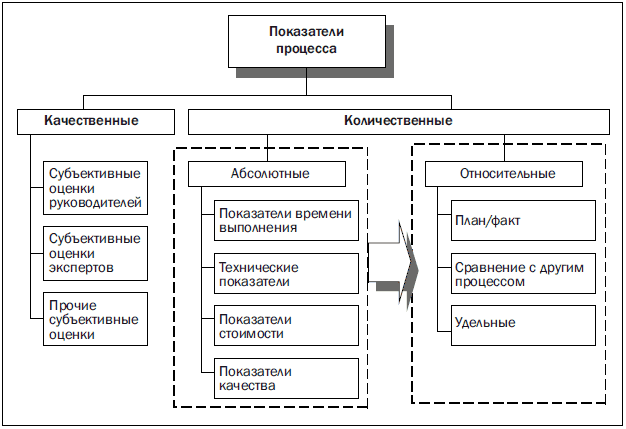 Показатели
процесса
Качественные
Количественные
Субъективные
оценки
руководителей
Субъективные
оценки
экспертов
Прочие
субъективные
оценки
Абсолютные
Показатели времени
выполнения
Технические
показатели
Показатели
стоимости
Показатели
качества
Относительные
План/факт
Сравнение с другим
процессом
Удельные